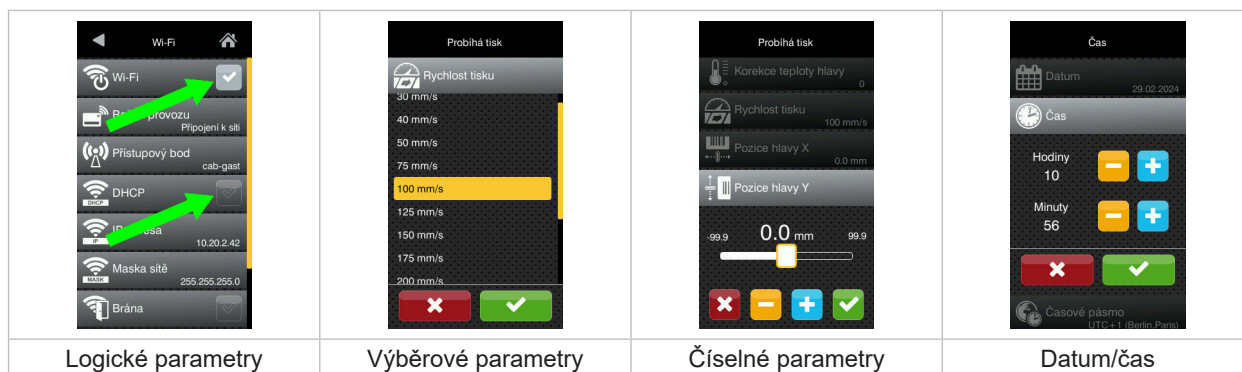 Wi-Fi
Wi-Fi
provozu
Připojení k síti
Přístupový bod
cab-gast
DHCP
DHCP
IP
10.20.2.42
Maska sítě
MASK
255.255.255.0
Brána
Logické parametry
Probíhá tisk
Rychlost tisku
30 mm/s
40 mm/s
50 mm/s
75 mm/s
100 mm/s
125 mm/s
150 mm/s
175 mm/s
200 mm/s
Výběrové parametry
Probíhá tisk
Korekce teploty hlavy
0
Rychlost tisku
100 mm/s
Pozice hlavy X
0.0 mm
Pozice hlavy Y
-99.9 0.0 mm 99.9
Číselné parametry
Čas
Datum
29.02.2024
Čas
Hodiny
10
Minuty
56
Časové pásmo
UTC+1 (Berlin,Paris)
Datum/čas